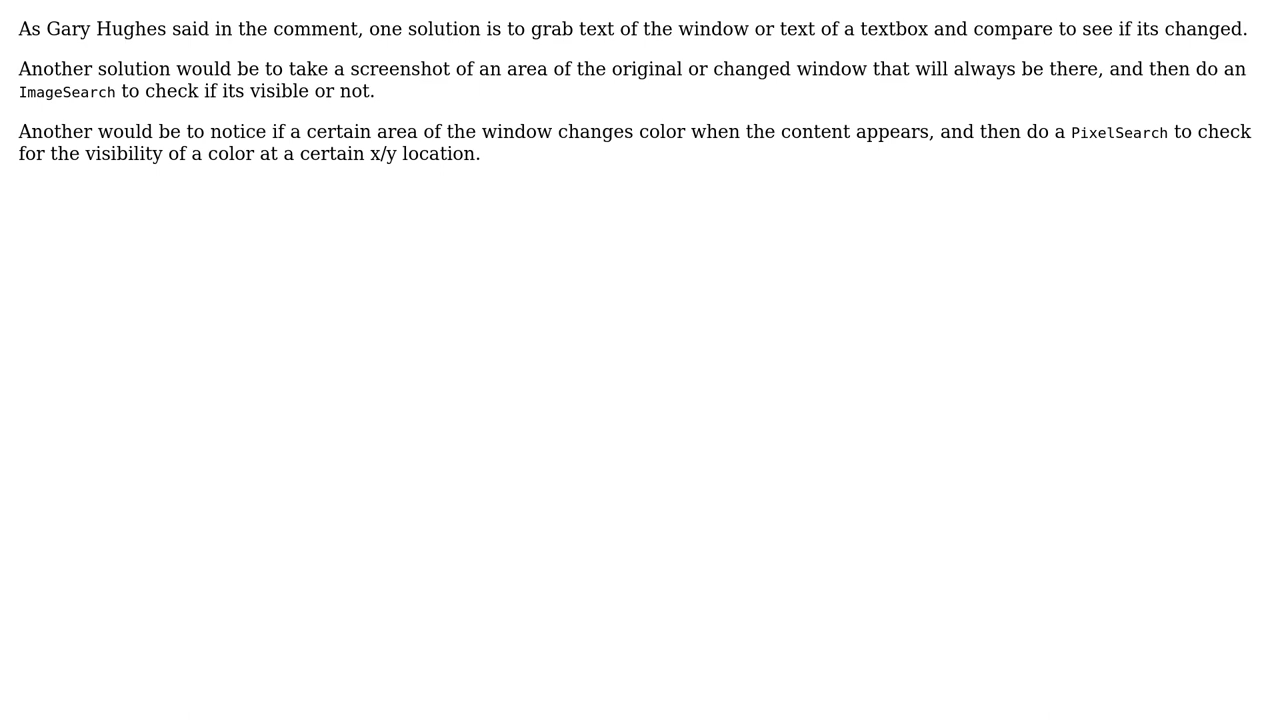 As Gary Hughes said in the comment, one solution is to grab text of the window or text of a textbox and compare to see if its changed.
Another solution would be to take a screenshot of an area of the original or changed window that will always be there, and then do an
ImageSearch to check if its visible or not.
Another would be to notice if a certain area of the window changes color when the content appears, and then do a PixelSearch to check
for the visibility of a color at a certain x/y location.